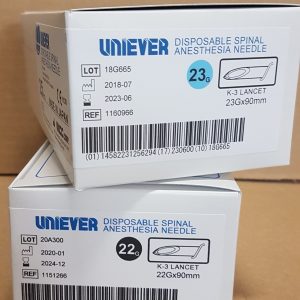 UNIEVER
DISPOSABLE SPINAL
ANESTHESIA NEEDLE
LOT 18G665
2018-07
2023-06
REF 1160966
23G
K-3 LANCET
23Gx90mm
(01) 14582231256294 (17) 230600 (10) 18G665
UNIEVER
DISPOSABLE SPINAL
ANESTHESIA NEEDLE
LOT 20A300
2020-01
2024-12
REF 1151266
22G
K-3 LANCET
22Gx90mm